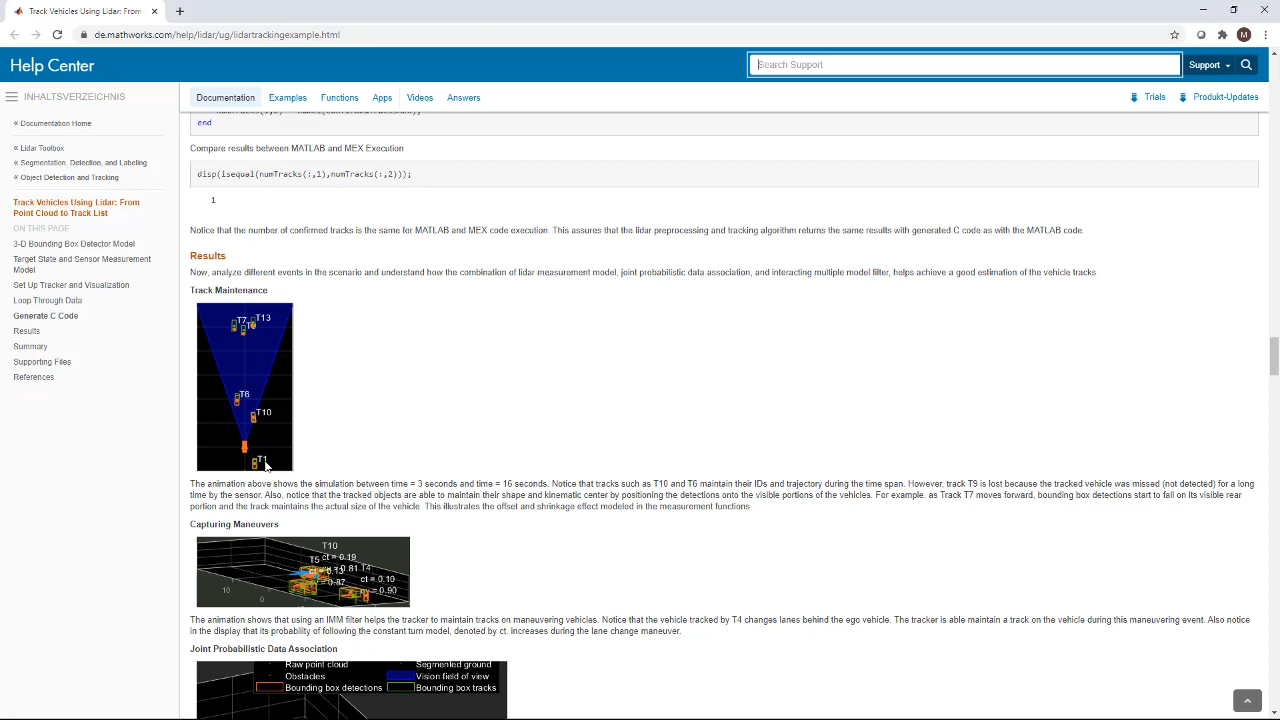 Track Vehicles Using Lidar: From
de.mathworks.com/help/lidar/ug/lidartrackingexample.html
M
Help Center
Search Support
Support
INHALTSVERZEICHNIS
Documentation
Examples
Functions
Apps
Videos
Answers
Trials
Produkt-Updates
« Documentation Home
« Lidar Toolbox
« Segmentation, Detection, and Labeling
« Object Detection and Tracking
Track Vehicles Using Lidar: From
Point Cloud to Track List
ON THIS PAGE
3-D Bounding Box Detector Model
Target State and Sensor Measurement
Model
Set Up Tracker and Visualization
Loop Through Data
Generate C Code
Results
Summary
Supporting Files
References
end
Compare results between MATLAB and MEX Execution
disp(isequal(numTracks(:,1),numTracks(:,2)));
1
Notice that the number of confirmed tracks is the same for MATLAB and MEX code execution. This assures that the lidar preprocessing and tracking algorithm returns the same results with generated C code as with the MATLAB code.
Results
Now, analyze different events in the scenario and understand how the combination of lidar measurement model, joint probabilistic data association, and interacting multiple model filter, helps achieve a good estimation of the vehicle tracks.
Track Maintenance
T7
T13
T6
T10
T1
The animation above shows the simulation between time = 3 seconds and time = 16 seconds. Notice that tracks such as T10 and T6 maintain their IDs and trajectory during the time span. However, track T9 is lost because the tracked vehicle was missed (not detected) for a long
time by the sensor. Also, notice that the tracked objects are able to maintain their shape and kinematic center by positioning the detections onto the visible portions of the vehicles. For example, as Track T7 moves forward, bounding box detections start to fall on its visible rear
portion and the track maintains the actual size of the vehicle. This illustrates the offset and shrinkage effect modeled in the measurement functions.
Capturing Maneuvers
T10
T5 ct = 0.19
0.81 T4
ct = 0.10
0.87
0.90
10
0
The animation shows that using an IMM filter helps the tracker to maintain tracks on maneuvering vehicles. Notice that the vehicle tracked by T4 changes lanes behind the ego vehicle. The tracker is able maintain a track on the vehicle during this maneuvering event. Also notice
in the display that its probability of following the constant turn model, denoted by ct, increases during the lane change maneuver.
Joint Probabilistic Data Association
Raw point cloud
Segmented ground
Obstacles
Vision field of view
Bounding box detections
Bounding box tracks